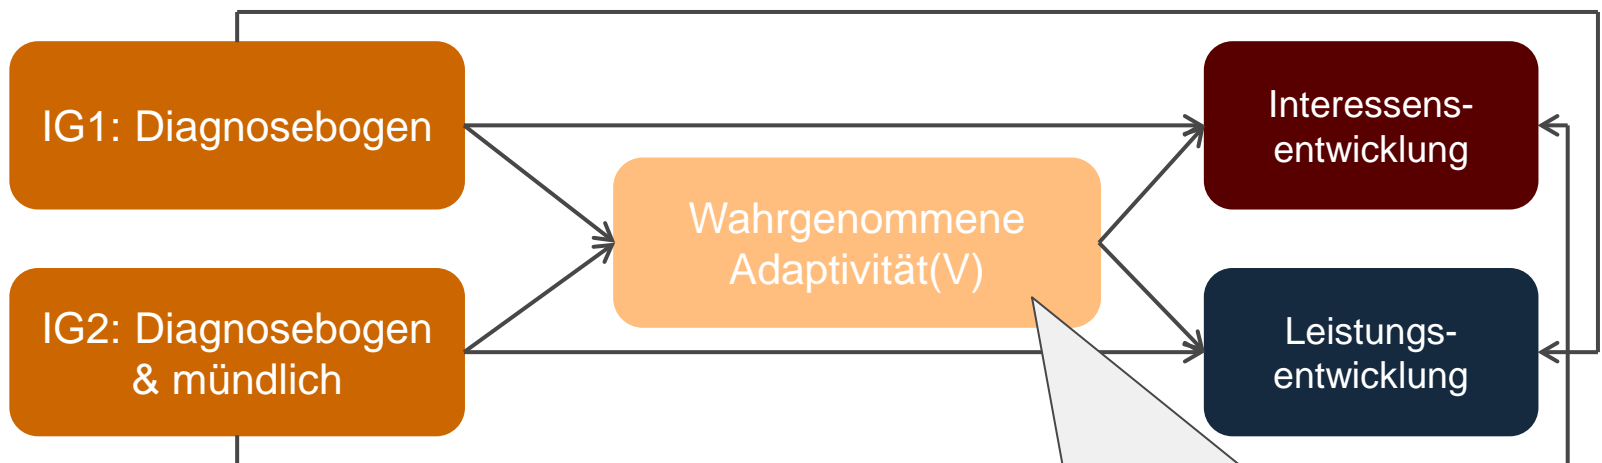 IG1: Diagnosebogen
Interessens-
entwicklung
Wahrgenommene
Adaptivität(V)
IG2: Diagnosebogen
& mündlich
Leistungs-
entwicklung